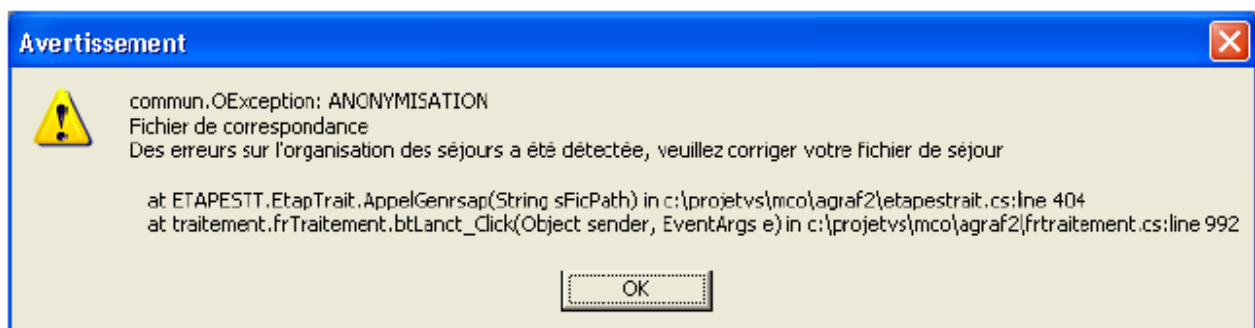 Avertissement
commun.OException: ANONYMISATION
Fichier de correspondance
Des erreurs sur l'organisation des séjours a été détectée, veuillez corriger votre fichier de séjour
at ETAPESTT.EtapTrait.AppelGenrsap(String sFicPath) in c:\projetvs\mco\agraf2\etapestrait.cs:line 404
at traitement.frTraitement.btLanct_Click(Object sender, EventArgs e) in c:\projetvs\mco\agraf2\frtraitement.cs:line 992
OK